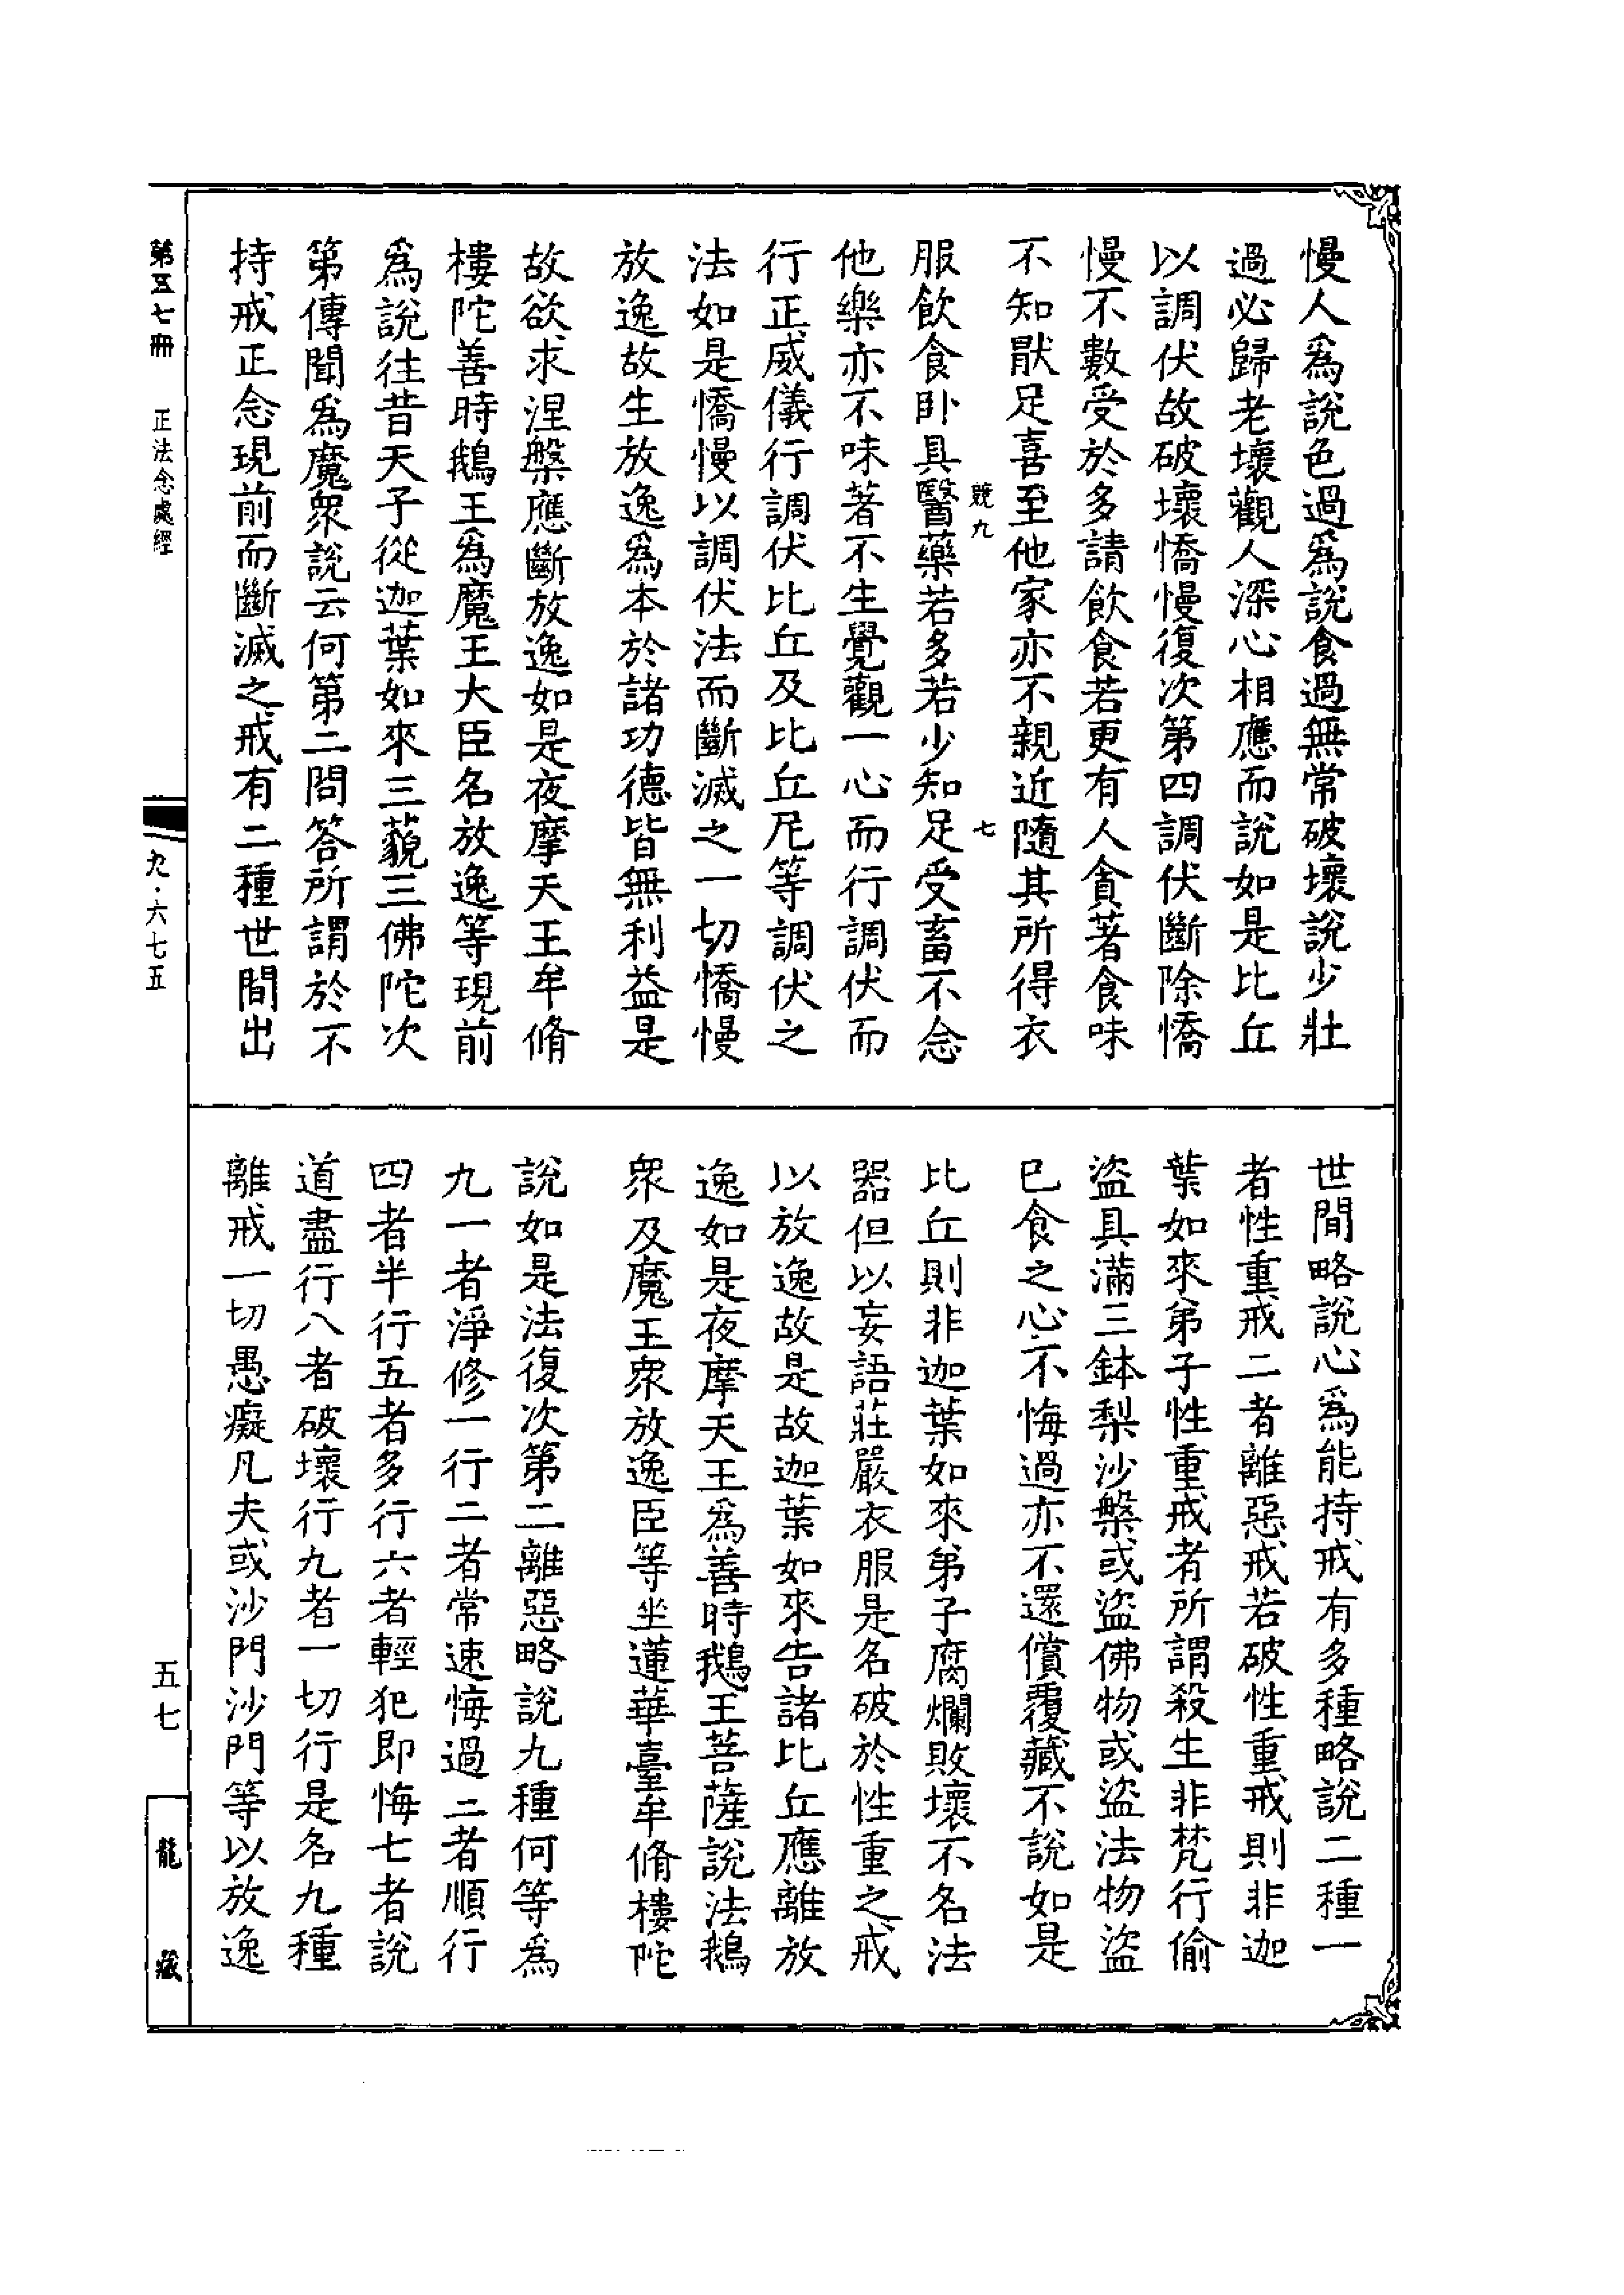 慢人爲說色過爲說食過無常破壞說少壯
過必歸老壞觀人深心相應而說如是比丘
以調伏故破壞憍慢復次第四調伏斷除憍
慢不數受於多請飲食若更有人貪著食味
不知猒足喜至他家亦不親近隨其所得衣
競九
七
服飲食卧具醫藥若多若少知足受畜不念
他樂亦不味著不生覺觀一心而行調伏而
行正威儀行調伏比丘及比丘尼等調伏之
法如是憍慢以調伏法而斷滅之一切憍慢
放逸故生放逸爲本於諸功德皆無利益是
故欲求涅槃應斷放逸如是夜摩天王牟脩
樓陀善時鵝王爲魔王大臣名放逸等現前
爲說往昔天子從迦葉如來三藐三佛陀次
第傳聞爲魔衆說云何第二問答所謂於不
持戒正念現前而斷滅之戒有二種世間出
世間略說心爲能持戒有多種略說二種一
者性重戒二者離惡戒若破性重戒則非迦
葉如來弟子性重戒者所謂殺生非梵行偷
盜具滿三鉢梨沙槃或盜佛物或盜法物盜
已食之心不悔過亦不還償覆藏不說如是
比丘則非迦葉如來弟子腐爛敗壞不名法
器但以妄語莊嚴衣服是名破於性重之戒
以放逸故是故迦葉如來告諸比丘應離放
逸如是夜摩天王爲善時鵝王菩薩說法鵝
衆及魔王衆放逸臣等坐蓮華臺牟脩樓陀
說如是法復次第二離惡略說九種何等爲
九一者淨修一行二者常速悔過二者順行
四者半行五者多行六者輕犯即悔七者說
道盡行八者破壞行九者一切行是名九種
離戒一切愚癡凡夫或沙門沙門等以放逸
第五七冊
正法念處經
九·六七五
五七
龍藏